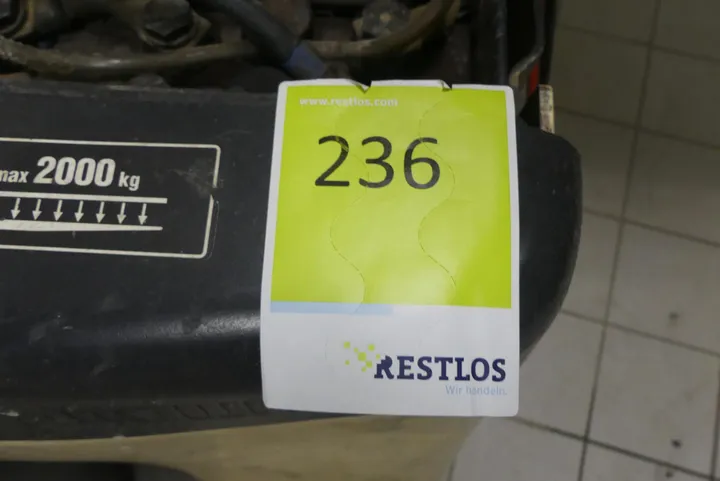 www.restlos.com
236
max 2000 kg
RESTLOS
Wir handeln.